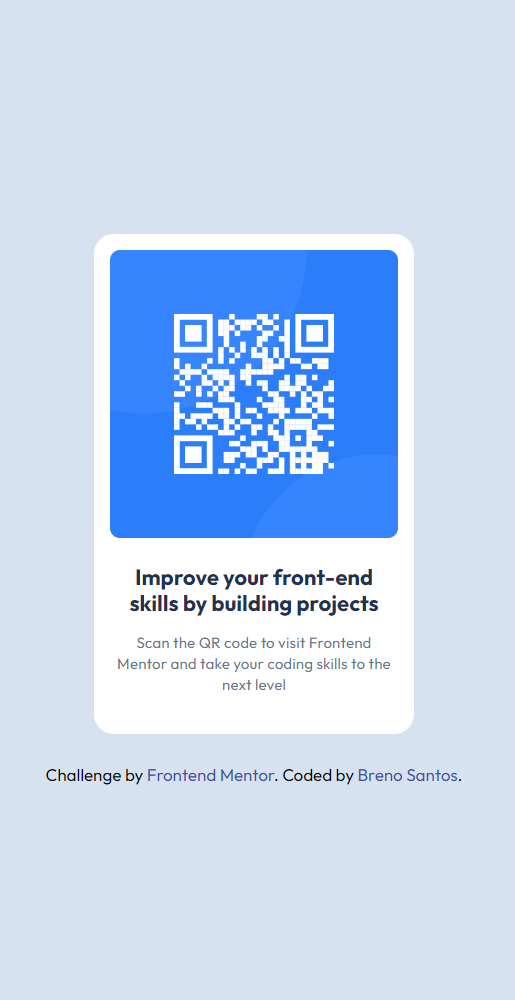 Improve your front-end
skills by building projects
Scan the QR code to visit Frontend
Mentor and take your coding skills to the
next level
Challenge by Frontend Mentor. Coded by Breno Santos.